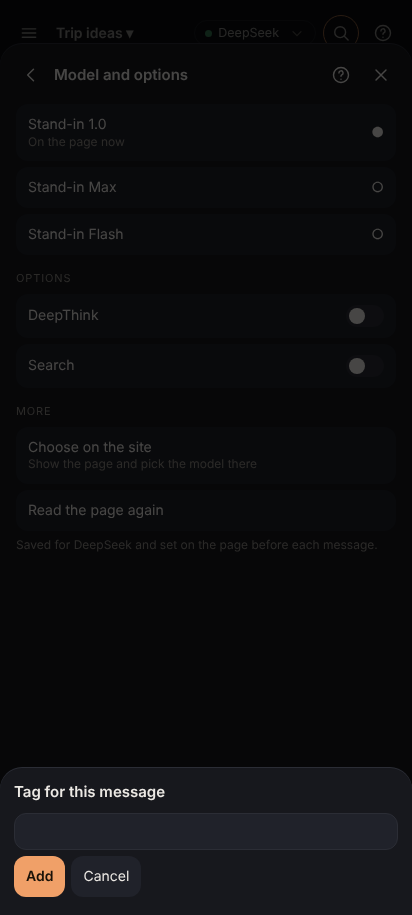 Trip ideas ▾
DeepSeek
Model and options
Stand-in 1.0
On the page now
Stand-in Max
Stand-in Flash
OPTIONS
DeepThink
Search
MORE
Choose on the site
Show the page and pick the model there
Read the page again
Saved for DeepSeek and set on the page before each message.
Tag for this message
Add
Cancel